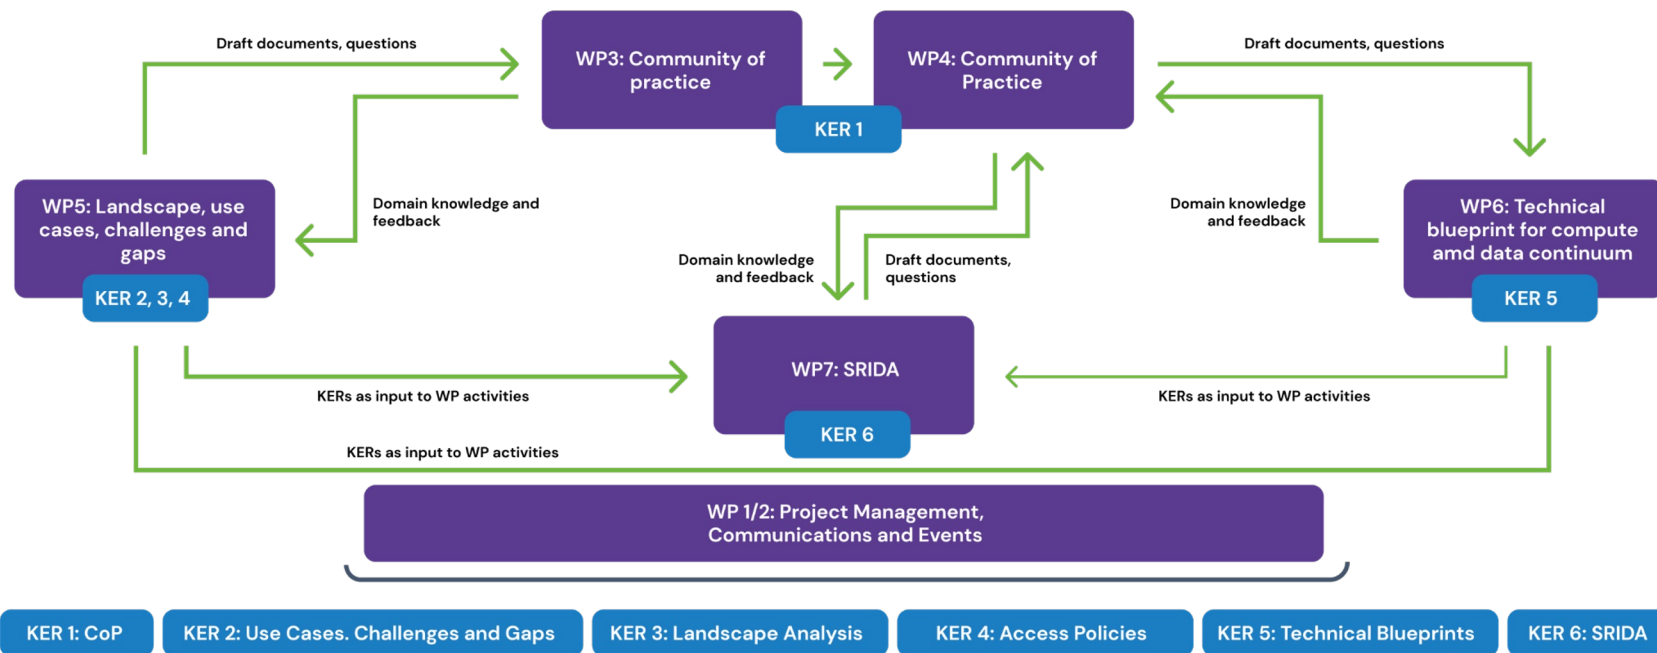 Draft documents, questions
WP3: Community of
practice
WP4: Community of
Practice
Draft documents, questions
KER 1
WP5: Landscape, use
cases, challenges and
gaps
KER 2, 3, 4
Domain knowledge and
feedback
Domain knowledge
and feedback
Draft documents,
questions
Domain knowledge
and feedback
WP6: Technical
blueprint for compute
amd data continuum
KER 5
WP7: SRIDA
KER 6
KERs as input to WP activities
KERs as input to WP activities
KERs as input to WP activities
WP 1/2: Project Management,
Communications and Events
KER 1: CoP
KER 2: Use Cases. Challenges and Gaps
KER 3: Landscape Analysis
KER 4: Access Policies
KER 5: Technical Blueprints
KER 6: SRIDA